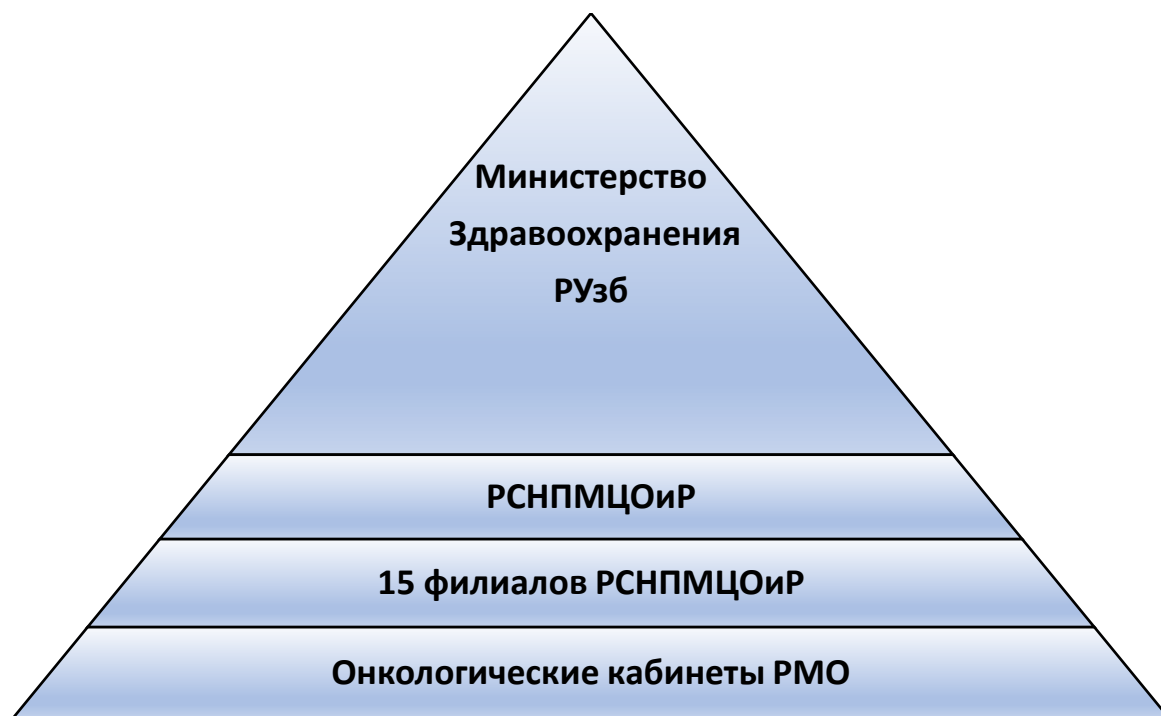 Министерство
Здравоохранения
РУзб
РСНПМЦОиР
15 филиалов РСНПМЦОиР
Онкологические кабинеты РМО